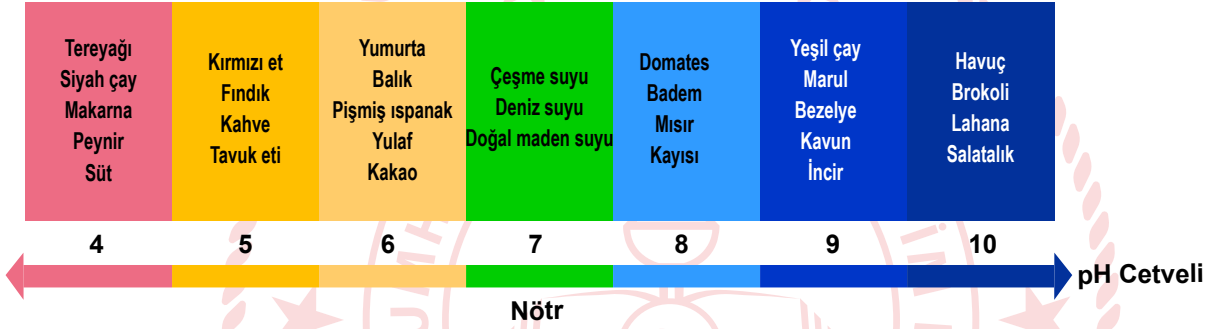 Tereyağı
Siyah çay
Makarna
Peynir
Süt
Kırmızı et
Fındık
Kahve
Tavuk eti
Yumurta
Balık
Pişmiş ıspanak
Yulaf
Kakao
Çeşme suyu
Deniz suyu
Doğal maden suyu
Domates
Badem
Mısır
Kayısı
Yeşil çay
Marul
Bezelye
Kavun
İncir
Havuç
Brokoli
Lahana
Salatalık
4 5 6 7 8 9 10
pH Cetveli
Nötr